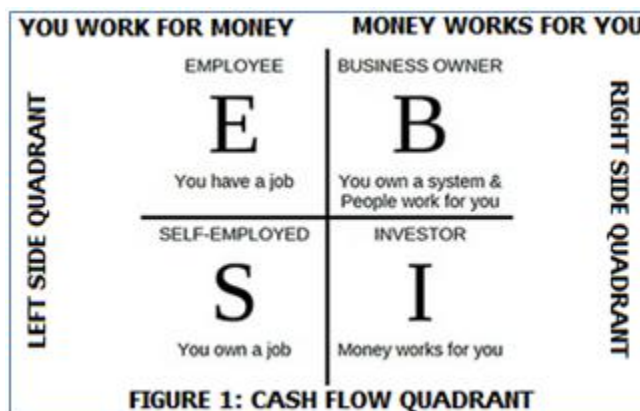 YOU WORK FOR MONEY
MONEY WORKS FOR YOU
LEFT SIDE QUADRANT
EMPLOYEE
E
You have a job
BUSINESS OWNER
B
You own a system &
People work for you
SELF-EMPLOYED
S
You own a job
INVESTOR
I
Money works for you
RIGHT SIDE QUADRANT
FIGURE 1: CASH FLOW QUADRANT